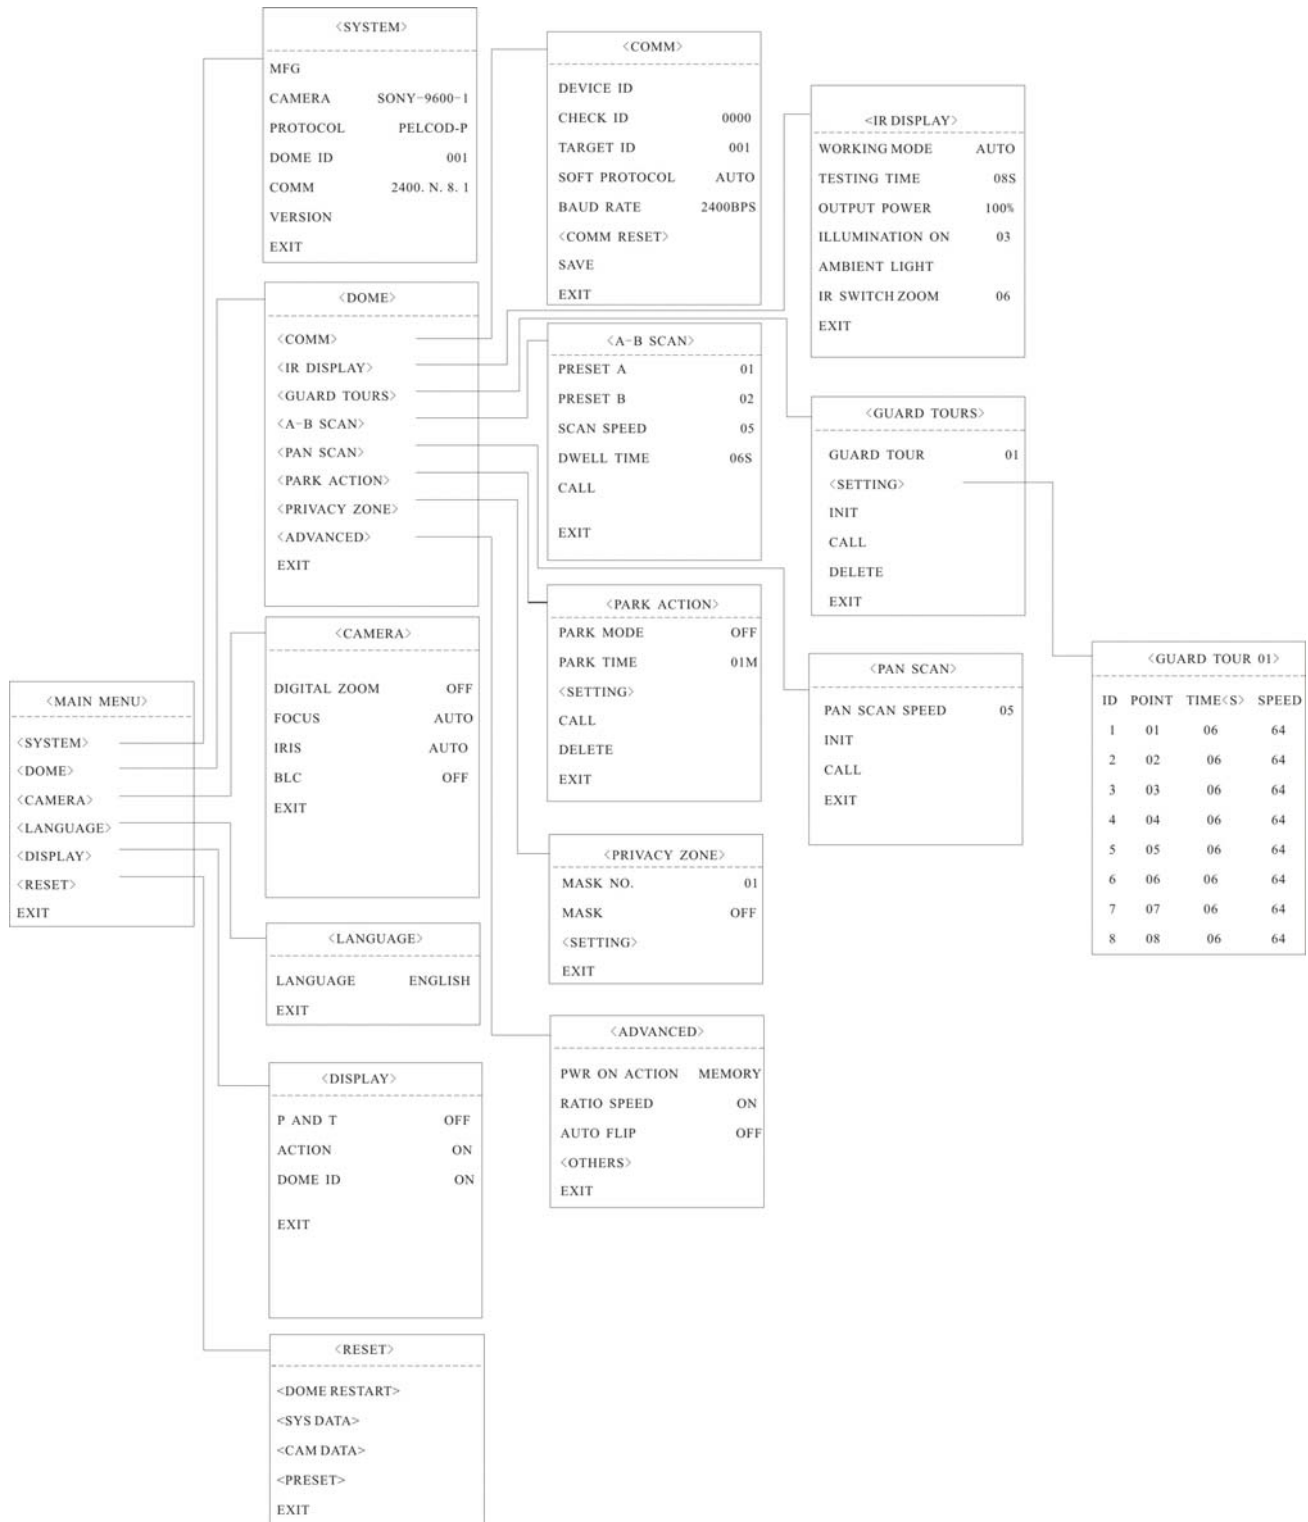 <MAIN MENU>
<SYSTEM>
<DOME>
<CAMERA>
<LANGUAGE>
<DISPLAY>
<RESET>
EXIT
<SYSTEM>
MFG
CAMERA SONY-9600-1
PROTOCOL PELCOD-P
DOME ID 001
COMM 2400. N. 8. 1
VERSION
EXIT
<DOME>
<COMM>
<IR DISPLAY>
<GUARD TOURS>
<A-B SCAN>
<PAN SCAN>
<PARK ACTION>
<PRIVACY ZONE>
<ADVANCED>
EXIT
<CAMERA>
DIGITAL ZOOM OFF
FOCUS AUTO
IRIS AUTO
BLC OFF
EXIT
<LANGUAGE>
LANGUAGE ENGLISH
EXIT
<DISPLAY>
P AND T OFF
ACTION ON
DOME ID ON
EXIT
<RESET>
<DOME RESTART>
<SYS DATA>
<CAM DATA>
<PRESET>
EXIT
<COMM>
DEVICE ID
CHECK ID 0000
TARGET ID 001
SOFT PROTOCOL AUTO
BAUD RATE 2400BPS
<COMM RESET>
SAVE
EXIT
<A-B SCAN>
PRESET A 01
PRESET B 02
SCAN SPEED 05
DWELL TIME 06S
CALL
EXIT
<PARK ACTION>
PARK MODE OFF
PARK TIME 01M
<SETTING>
CALL
DELETE
EXIT
<PRIVACY ZONE>
MASK NO. 01
MASK OFF
<SETTING>
EXIT
<ADVANCED>
PWR ON ACTION MEMORY
RATIO SPEED ON
AUTO FLIP OFF
<OTHERS>
EXIT
<IR DISPLAY>
WORKING MODE AUTO
TESTING TIME 08S
OUTPUT POWER 100%
ILLUMINATION ON 03
AMBIENT LIGHT
IR SWITCH ZOOM 06
EXIT
<GUARD TOURS>
GUARD TOUR 01
<SETTING>
INIT
CALL
DELETE
EXIT
<PAN SCAN>
PAN SCAN SPEED 05
INIT
CALL
EXIT
<GUARD TOUR 01>
ID POINT TIME<S> SPEED
1 01 06 64
2 02 06 64
3 03 06 64
4 04 06 64
5 05 06 64
6 06 06 64
7 07 06 64
8 08 06 64